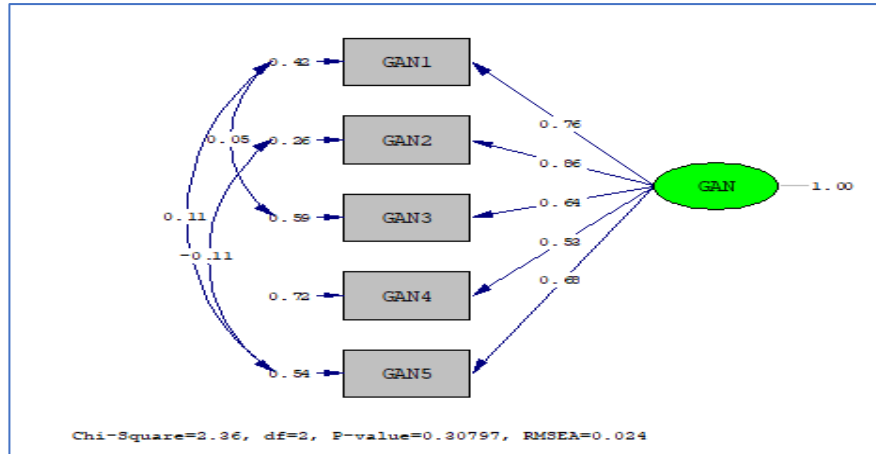 0.42 GAN1
0.76
0.05 0.26 GAN2
0.86
GAN 1.00
0.11 0.59 GAN3
0.64
-0.11
0.53
0.72 GAN4
0.68
0.54 GAN5
Chi-Square=2.36, df=2, P-value=0.30797, RMSEA=0.024